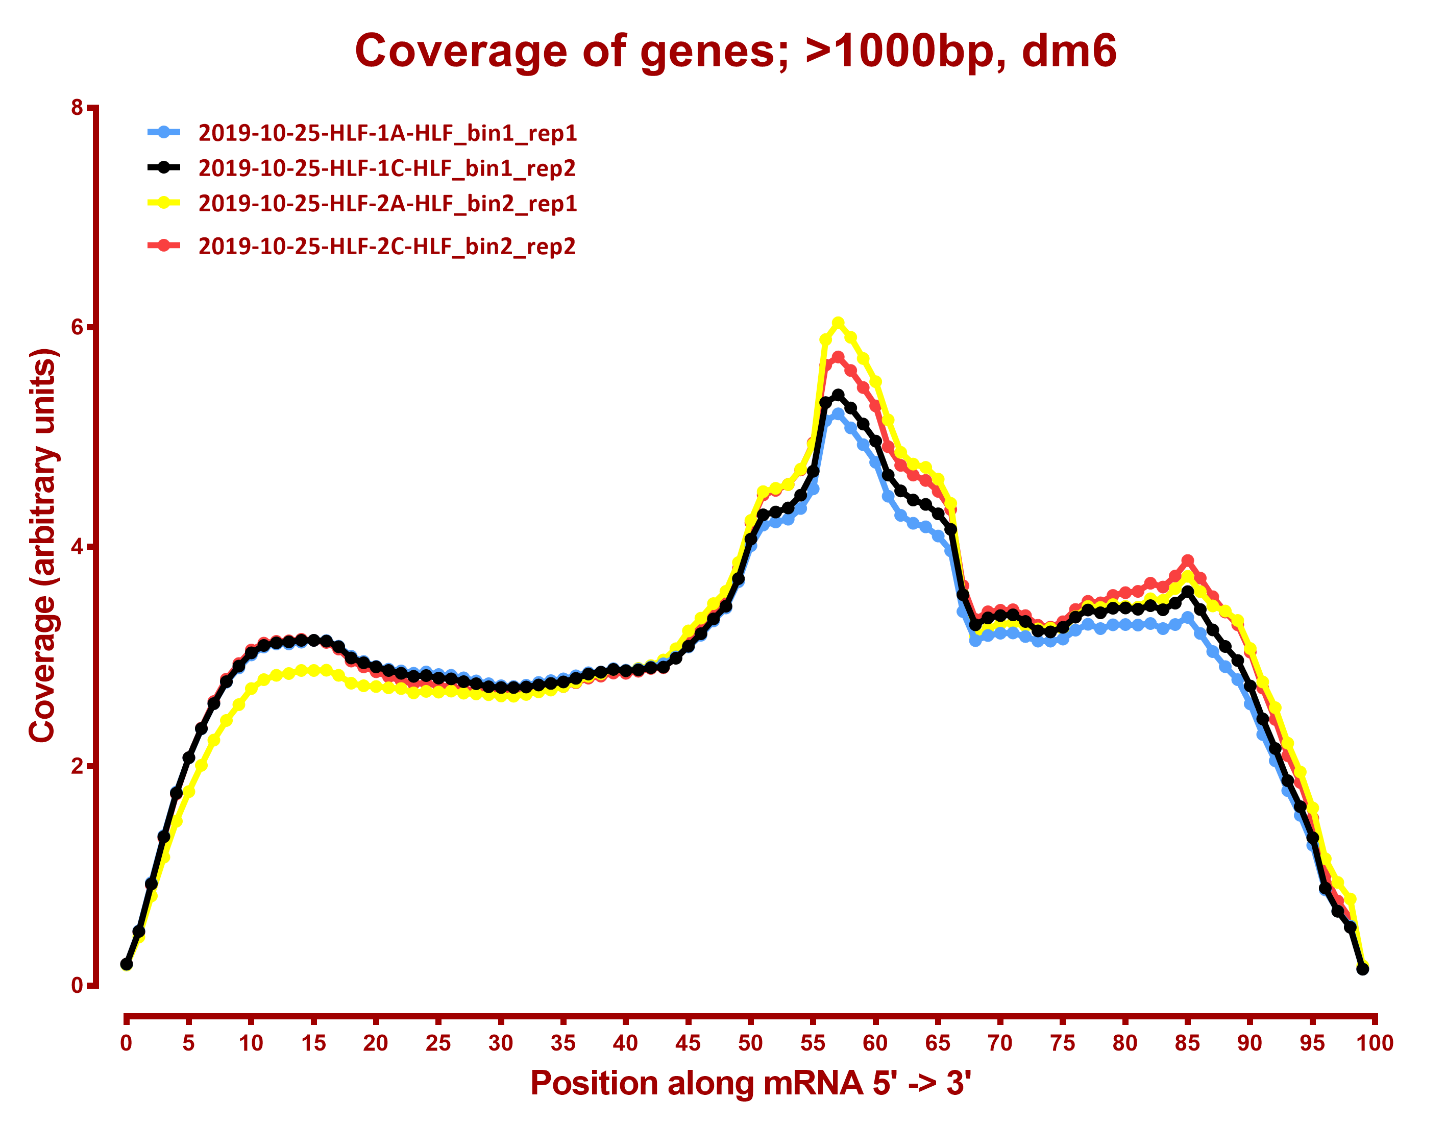 Coverage of genes; >1000bp, dm6
8
2019-10-25-HLF-1A-HLF_bin1_rep1
2019-10-25-HLF-1C-HLF_bin1_rep2
2019-10-25-HLF-2A-HLF_bin2_rep1
2019-10-25-HLF-2C-HLF_bin2_rep2
6
Coverage (arbitrary units)
4
2
0
0 5 10 15 20 25 30 35 40 45 50 55 60 65 70 75 80 85 90 95 100
Position along mRNA 5' -> 3'